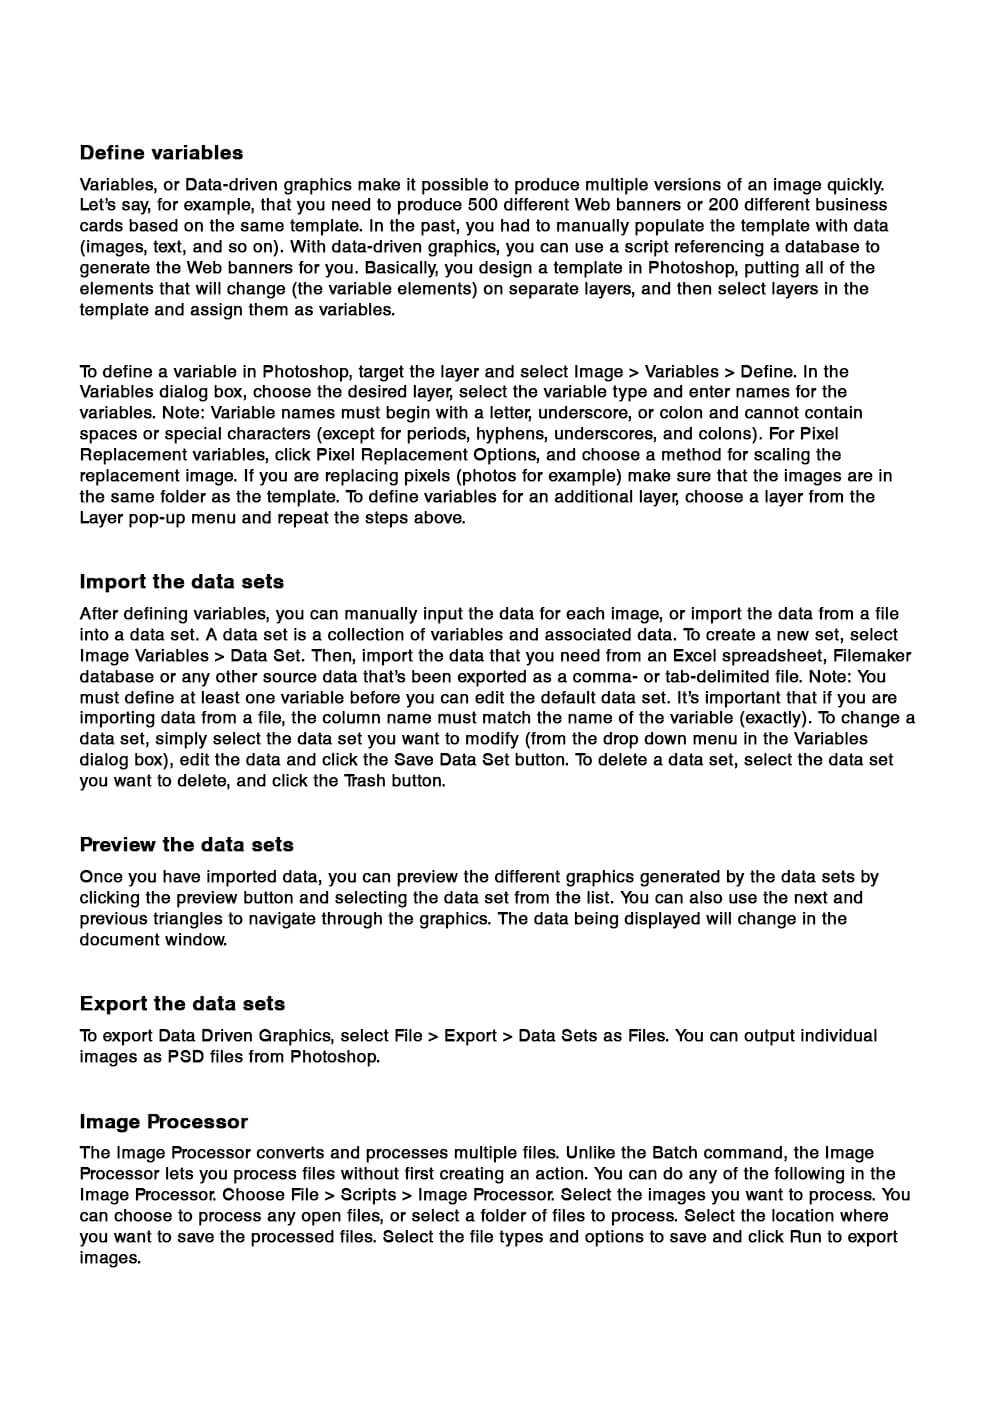 Define variables
Variables, or Data-driven graphics make it possible to produce multiple versions of an image quickly.
Let’s say, for example, that you need to produce 500 different Web banners or 200 different business
cards based on the same template. In the past, you had to manually populate the template with data
(images, text, and so on). With data-driven graphics, you can use a script referencing a database to
generate the Web banners for you. Basically, you design a template in Photoshop, putting all of the
elements that will change (the variable elements) on separate layers, and then select layers in the
template and assign them as variables.
To define a variable in Photoshop, target the layer and select Image > Variables > Define. In the
Variables dialog box, choose the desired layer, select the variable type and enter names for the
variables. Note: Variable names must begin with a letter, underscore, or colon and cannot contain
spaces or special characters (except for periods, hyphens, underscores, and colons). For Pixel
Replacement variables, click Pixel Replacement Options, and choose a method for scaling the
replacement image. If you are replacing pixels (photos for example) make sure that the images are in
the same folder as the template. To define variables for an additional layer, choose a layer from the
Layer pop-up menu and repeat the steps above.
Import the data sets
After defining variables, you can manually input the data for each image, or import the data from a file
into a data set. A data set is a collection of variables and associated data. To create a new set, select
Image Variables > Data Set. Then, import the data that you need from an Excel spreadsheet, Filemaker
database or any other source data that’s been exported as a comma- or tab-delimited file. Note: You
must define at least one variable before you can edit the default data set. It’s important that if you are
importing data from a file, the column name must match the name of the variable (exactly). To change a
data set, simply select the data set you want to modify (from the drop down menu in the Variables
dialog box), edit the data and click the Save Data Set button. To delete a data set, select the data set
you want to delete, and click the Trash button.
Preview the data sets
Once you have imported data, you can preview the different graphics generated by the data sets by
clicking the preview button and selecting the data set from the list. You can also use the next and
previous triangles to navigate through the graphics. The data being displayed will change in the
document window.
Export the data sets
To export Data Driven Graphics, select File > Export > Data Sets as Files. You can output individual
images as PSD files from Photoshop.
Image Processor
The Image Processor converts and processes multiple files. Unlike the Batch command, the Image
Processor lets you process files without first creating an action. You can do any of the following in the
Image Processor. Choose File > Scripts > Image Processor. Select the images you want to process. You
can choose to process any open files, or select a folder of files to process. Select the location where
you want to save the processed files. Select the file types and options to save and click Run to export
images.